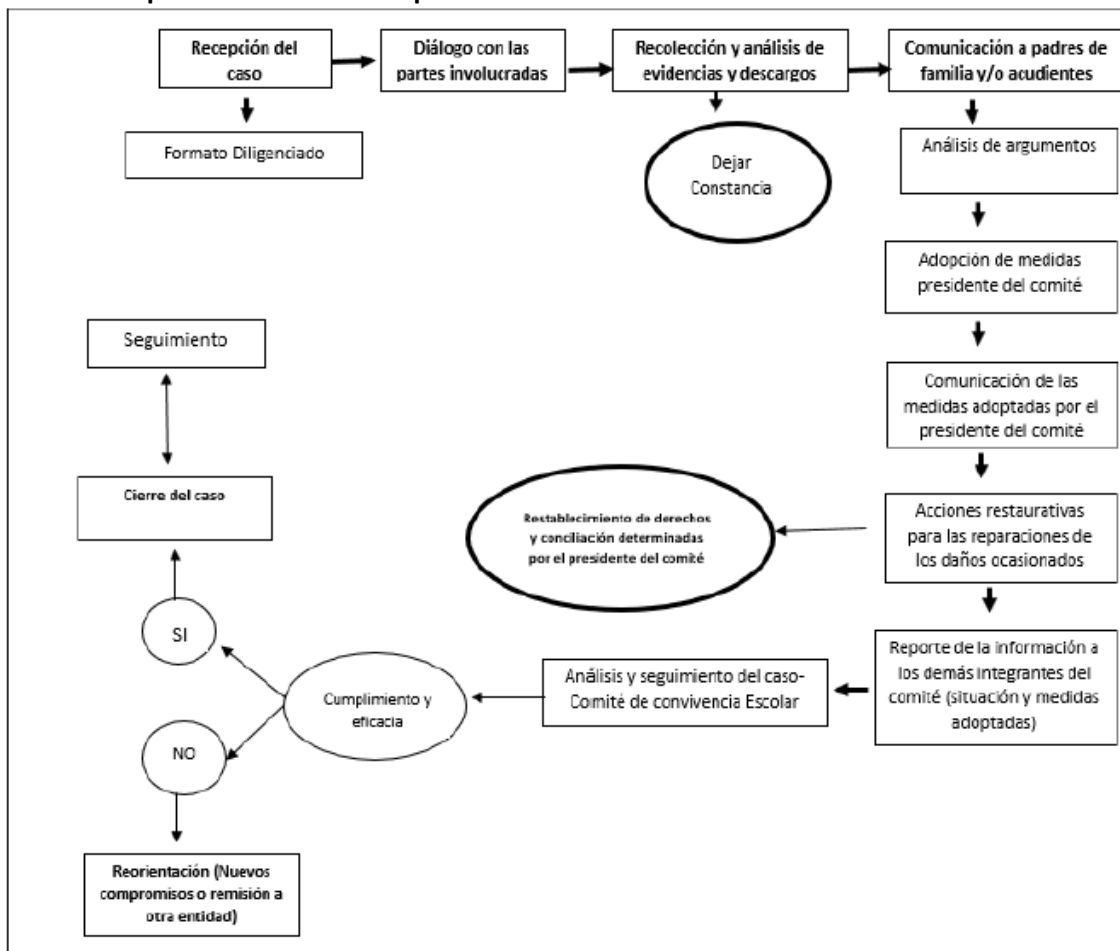 Recepción del
caso
Diálogo con las
partes involucradas
Recolección y análisis de
evidencias y descargos
Comunicación a padres de
familia y/o acudientes
Formato Diligenciado
Dejar
Constancia
Análisis de argumentos
Adopción de medidas
presidente del comité
Comunicación de las
medidas adoptadas por el
presidente del comité
Acciones restaurativas
para las reparaciones de
los daños ocasionados
Restablecimiento de derechos
y conciliación determinadas
por el presidente del comité
Reporte de la información a
los demás integrantes del
comité (situación y medidas
adoptadas)
Análisis y seguimiento del caso-
Comité de convivencia Escolar
Cumplimiento y
eficacia
SI
Cierre del caso
Seguimiento
NO
Reorientación (Nuevos
compromisos o remisión a
otra entidad)